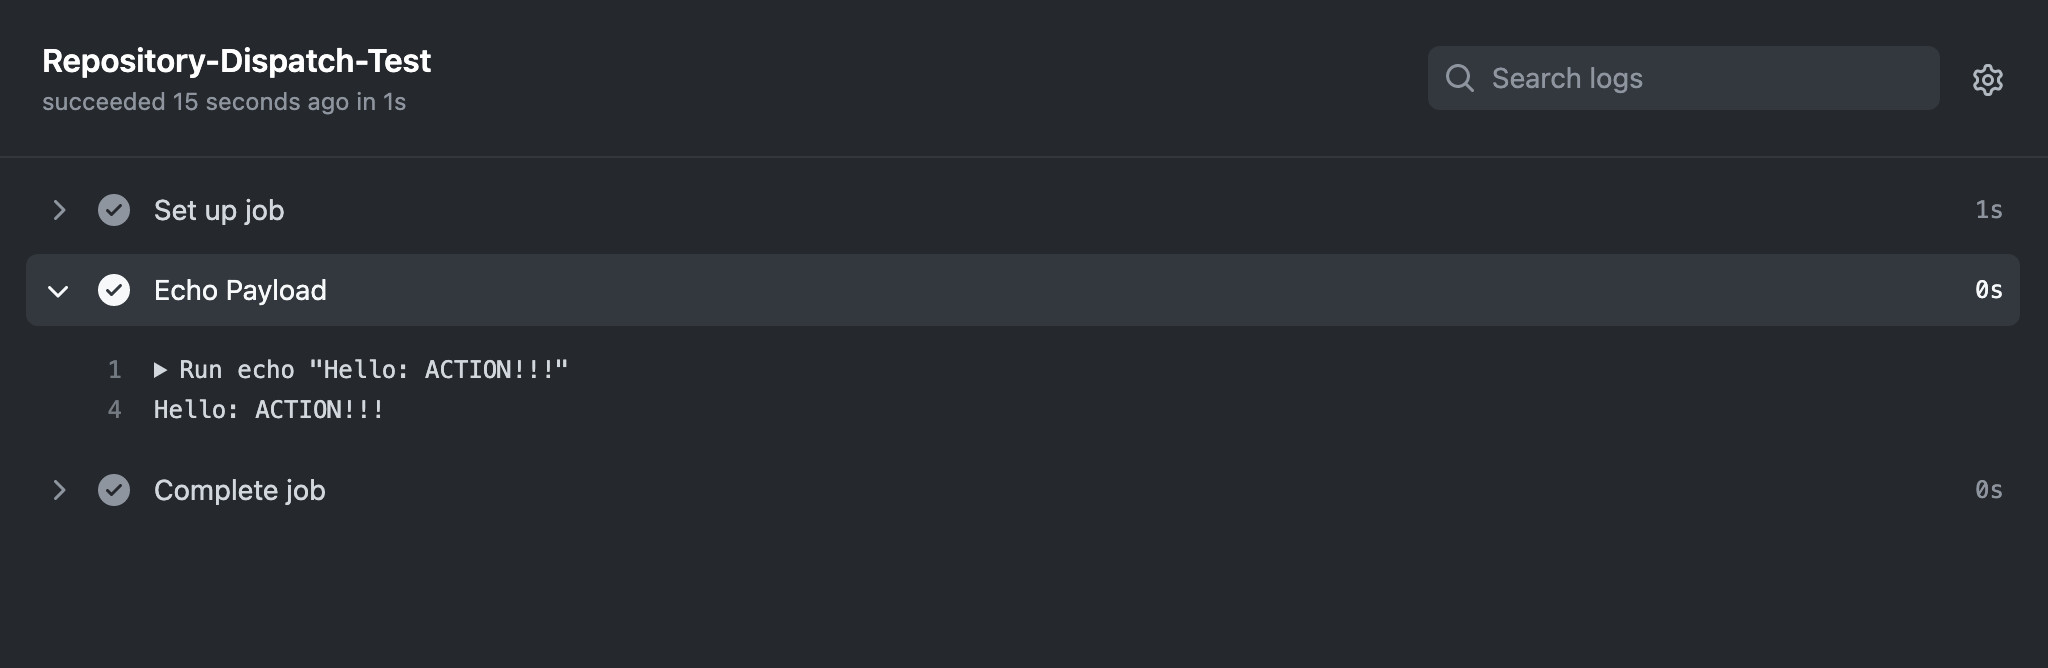 Repository-Dispatch-Test
succeeded 15 seconds ago in 1s
Search logs
Set up job 1s
Echo Payload 0s
1 Run echo "Hello: ACTION!!!"
4 Hello: ACTION!!!
Complete job 0s